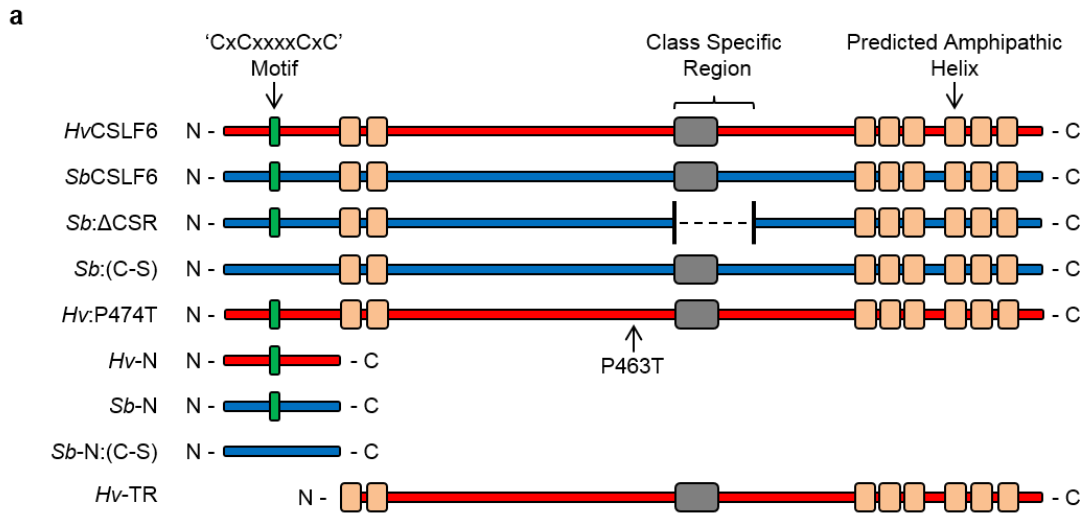 a
‘CxCxxxxCxC’
Motif
Class Specific
Region
Predicted Amphipathic
Helix
HvCSLF6 N - - C
SbCSLF6 N - - C
Sb:ΔCSR N - - C
Sb:(C-S) N - - C
Hv:P474T N - - C
P463T
Hv-N N - - C
Sb-N N - - C
Sb-N:(C-S) N - - C
Hv-TR N - - C